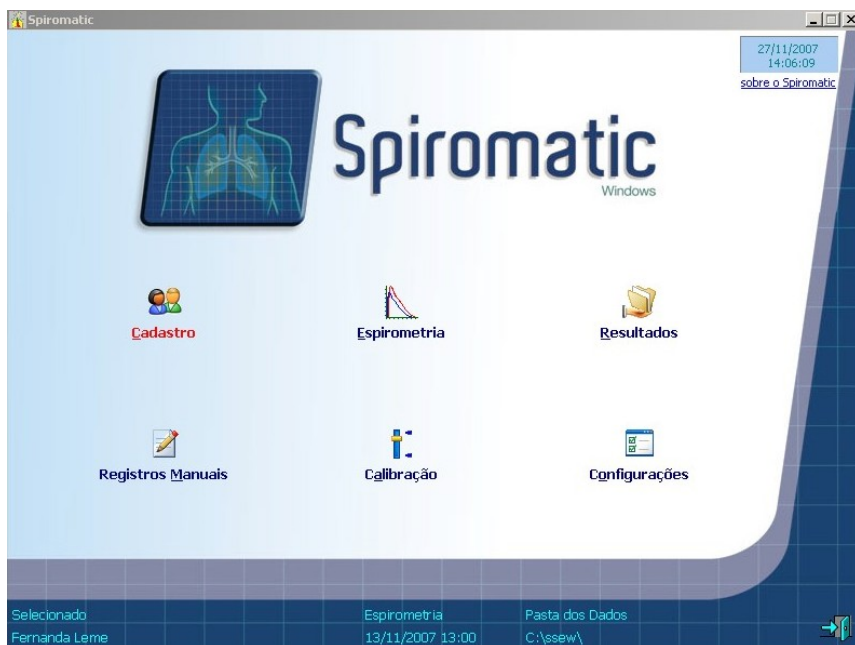 Spiromatic
27/11/2007
14:06:09
sobre o Spiromatic
Spiromatic
Windows
Cadastro
Espirometria
Resultados
Registros Manuais
Calibração
Configurações
Selecionado
Espirometria
Pasta dos Dados
Fernanda Leme
13/11/2007 13:00
C:\ssew\